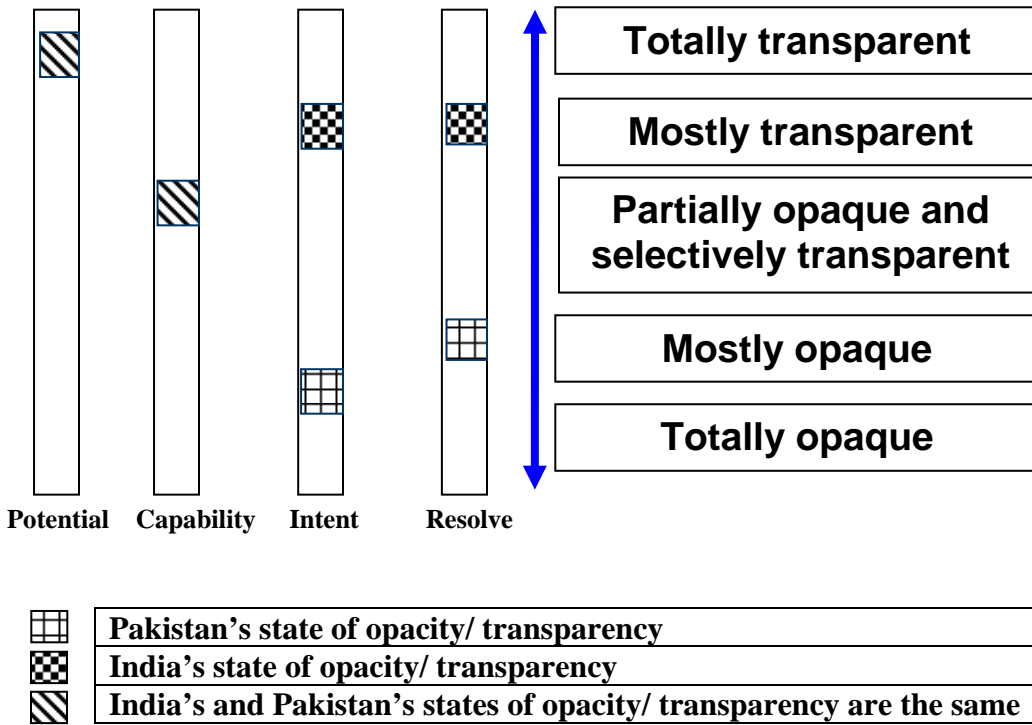 Totally transparent
Mostly transparent
Partially opaque and
selectively transparent
Mostly opaque
Totally opaque
Potential Capability Intent Resolve
Pakistan's state of opacity/ transparency
India's state of opacity/ transparency
India's and Pakistan's states of opacity/ transparency are the same